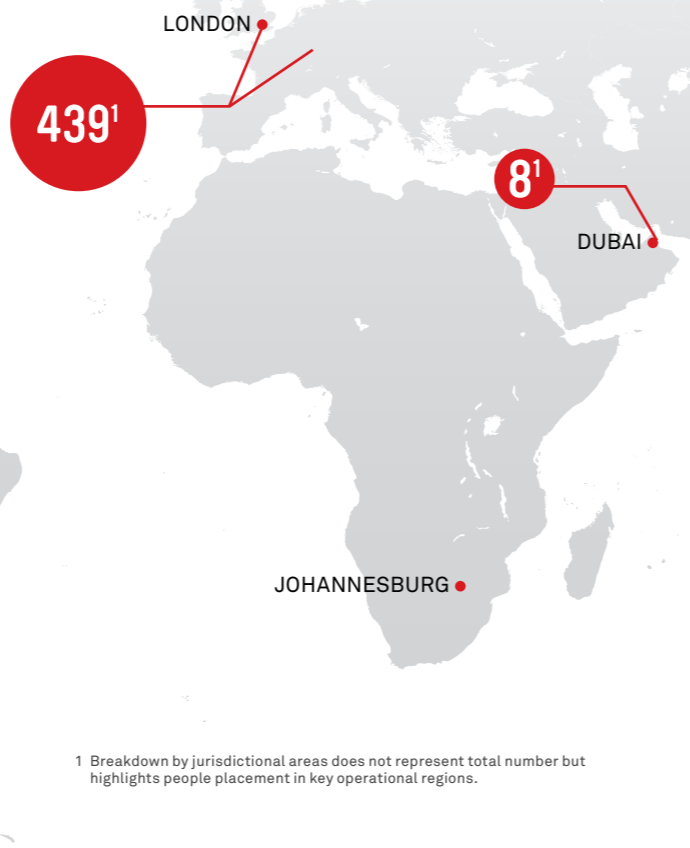 LONDON
439¹
8¹
DUBAI
JOHANNESBURG
1 Breakdown by jurisdictional areas does not represent total number but
highlights people placement in key operational regions.